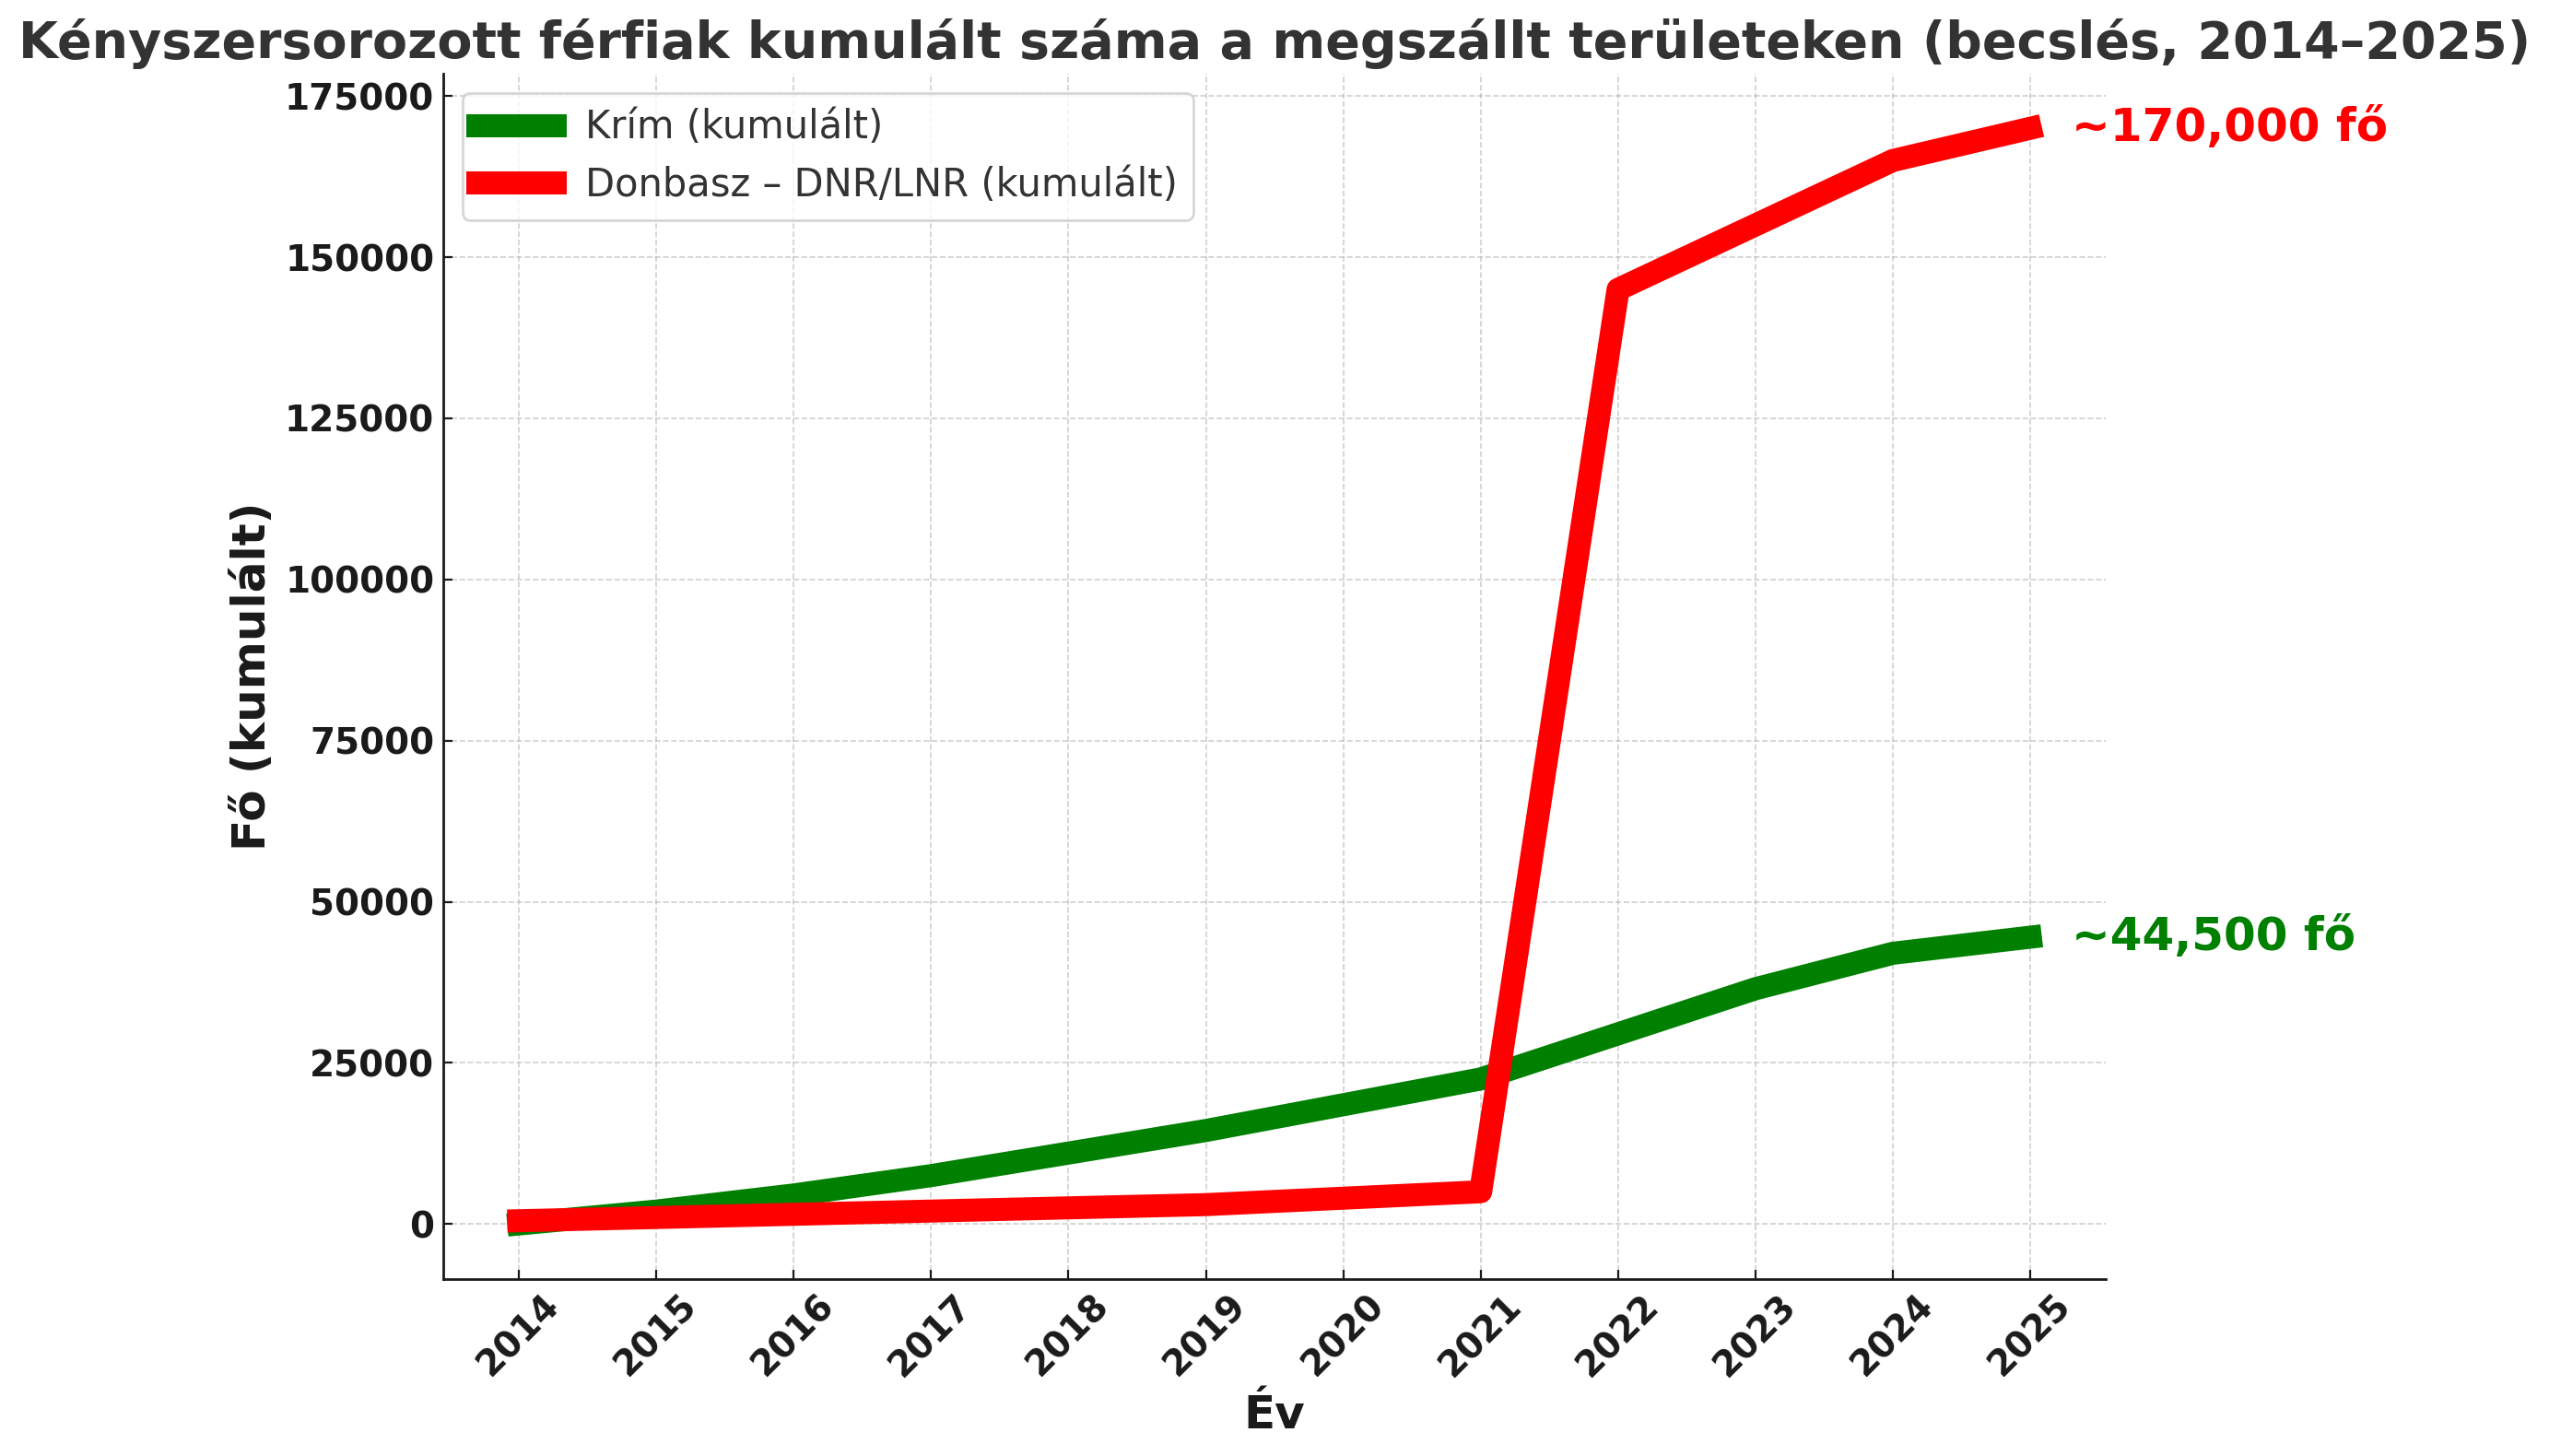 Kényszersorozott férfiak kumulált száma a megszállt területeken (becslés, 2014–2025)
Krím (kumulált)
Donbasz – DNR/LNR (kumulált)
~170,000 fő
~44,500 fő
Fő (kumulált)
175000
150000
125000
100000
75000
50000
25000
0
2014
2015
2016
2017
2018
2019
2020
2021
2022
2023
2024
2025
Év